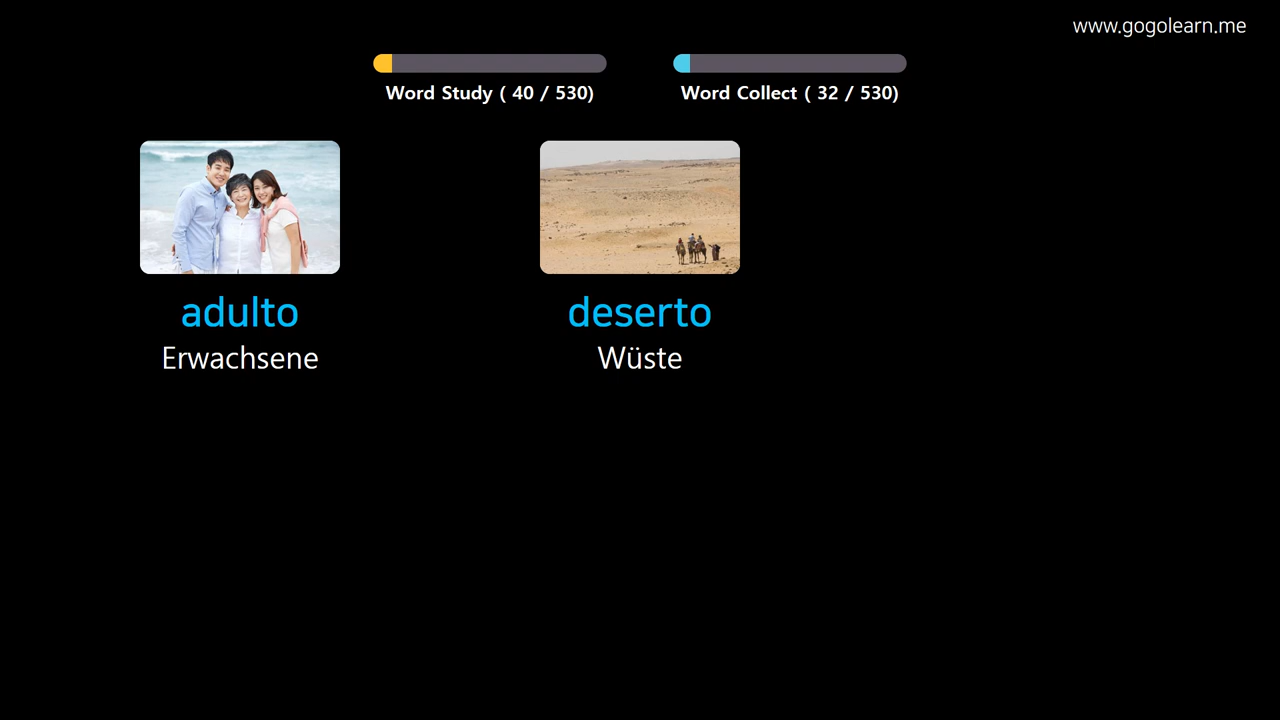 www.gogolearn.me
Word Study ( 40 / 530)
Word Collect ( 32 / 530)
adulto
Erwachsene
deserto
Wüste